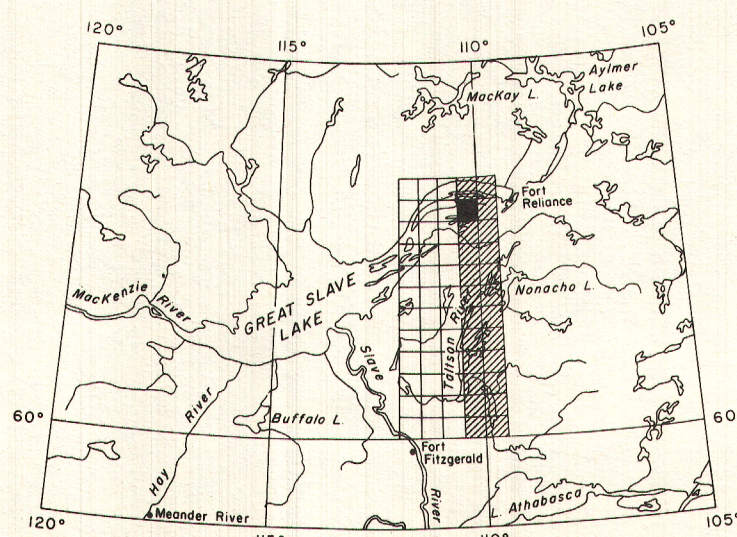 120°
115°
110°
105°
Aylmer
Lake
MacKay L.
Fort
Reliance
MacKenzie
River
GREAT SLAVE
LAKE
Nonacho L.
Taltson River
Slave
River
60°
60
Hay
River
Buffalo L.
Fort
Fitzgerald
L. Athabasca
Meander River
120°
105°